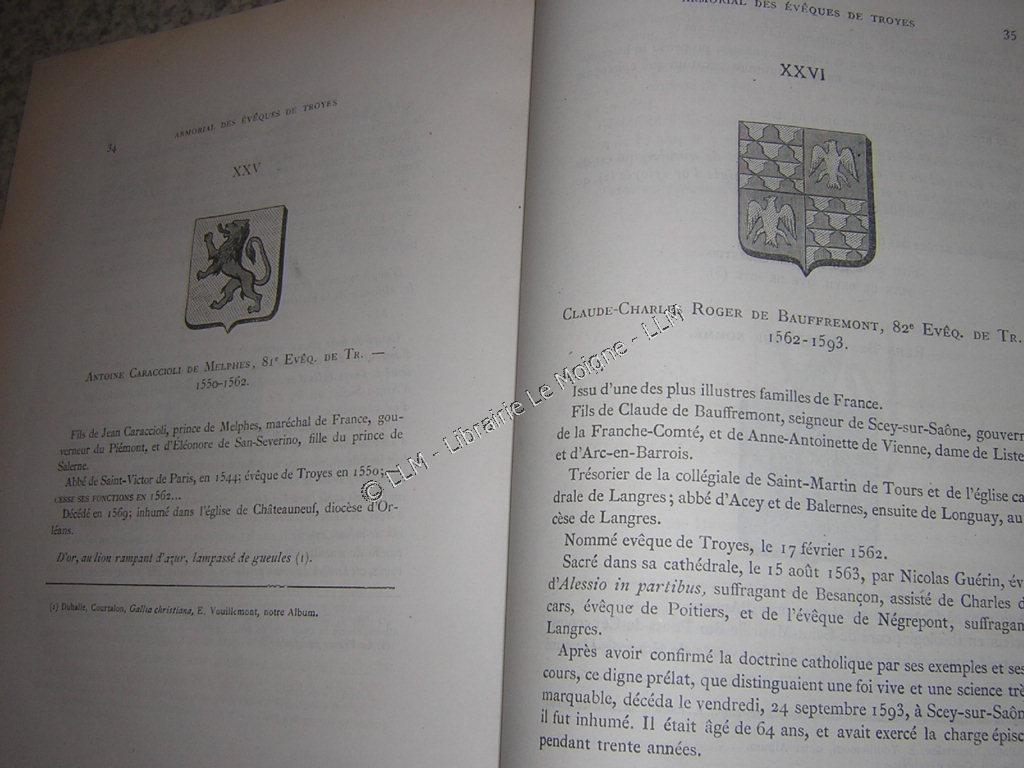 34
ARMORIAL DES ÉVÊQUES DE TROYES
XXV
ANTOINE CARACCIOLI DE MELPHES, 81e EVÊQ. DE TR. —
1550-1562.
Fils de Jean Caraccioli, prince de Melphes, maréchal de France, gou-
verneur du Piémont, et d'Éléonore de San-Severino, fille du prince de
Salerne.
Abbé de Saint-Victor de Paris, en 1544; évêque de Troyes en 1550;
CESSE SES FONCTIONS EN 1562...
Décédé en 1569; inhumé dans l'église de Châteauneuf, diocèse d'Or-
léans.
D'or, au lion rampant d'azur, lampassé de gueules (1).
(1) Duhalle, Courtalon, Gallia christiana, E. Vouillemont, notre Album.
ARMORIAL DES ÉVÊQUES DE TROYES
35
XXVI
CLAUDE-CHARLES ROGER DE BAUFFREMONT, 82e EVÊQ. DE TR.
1562-1593.
Issu d'une des plus illustres familles de France.
Fils de Claude de Bauffremont, seigneur de Scey-sur-Saône, gouvern
de la Franche-Comté, et de Anne-Antoinette de Vienne, dame de Liste
et d'Arc-en-Barrois.
Trésorier de la collégiale de Saint-Martin de Tours et de l'église ca
drale de Langres; abbé d'Acey et de Balernes, ensuite de Longuay, au
cèse de Langres.
Nommé evêque de Troyes, le 17 février 1562.
Sacré dans sa cathédrale, le 15 août 1563, par Nicolas Guérin, év
d'Alessio in partibus, suffragant de Besançon, assisté de Charles d
cars, évêque de Poitiers, et de l'évêque de Négrepont, suffragan
Langres.
Après avoir confirmé la doctrine catholique par ses exemples et ses
cours, ce digne prélat, que distinguaient une foi vive et une science trè
marquable, décéda le vendredi, 24 septembre 1593, à Scey-sur-Saôn
il fut inhumé. Il était âgé de 64 ans, et avait exercé la charge épisc
pendant trente années.
© LLM - Librairie Le Moigne - LLM